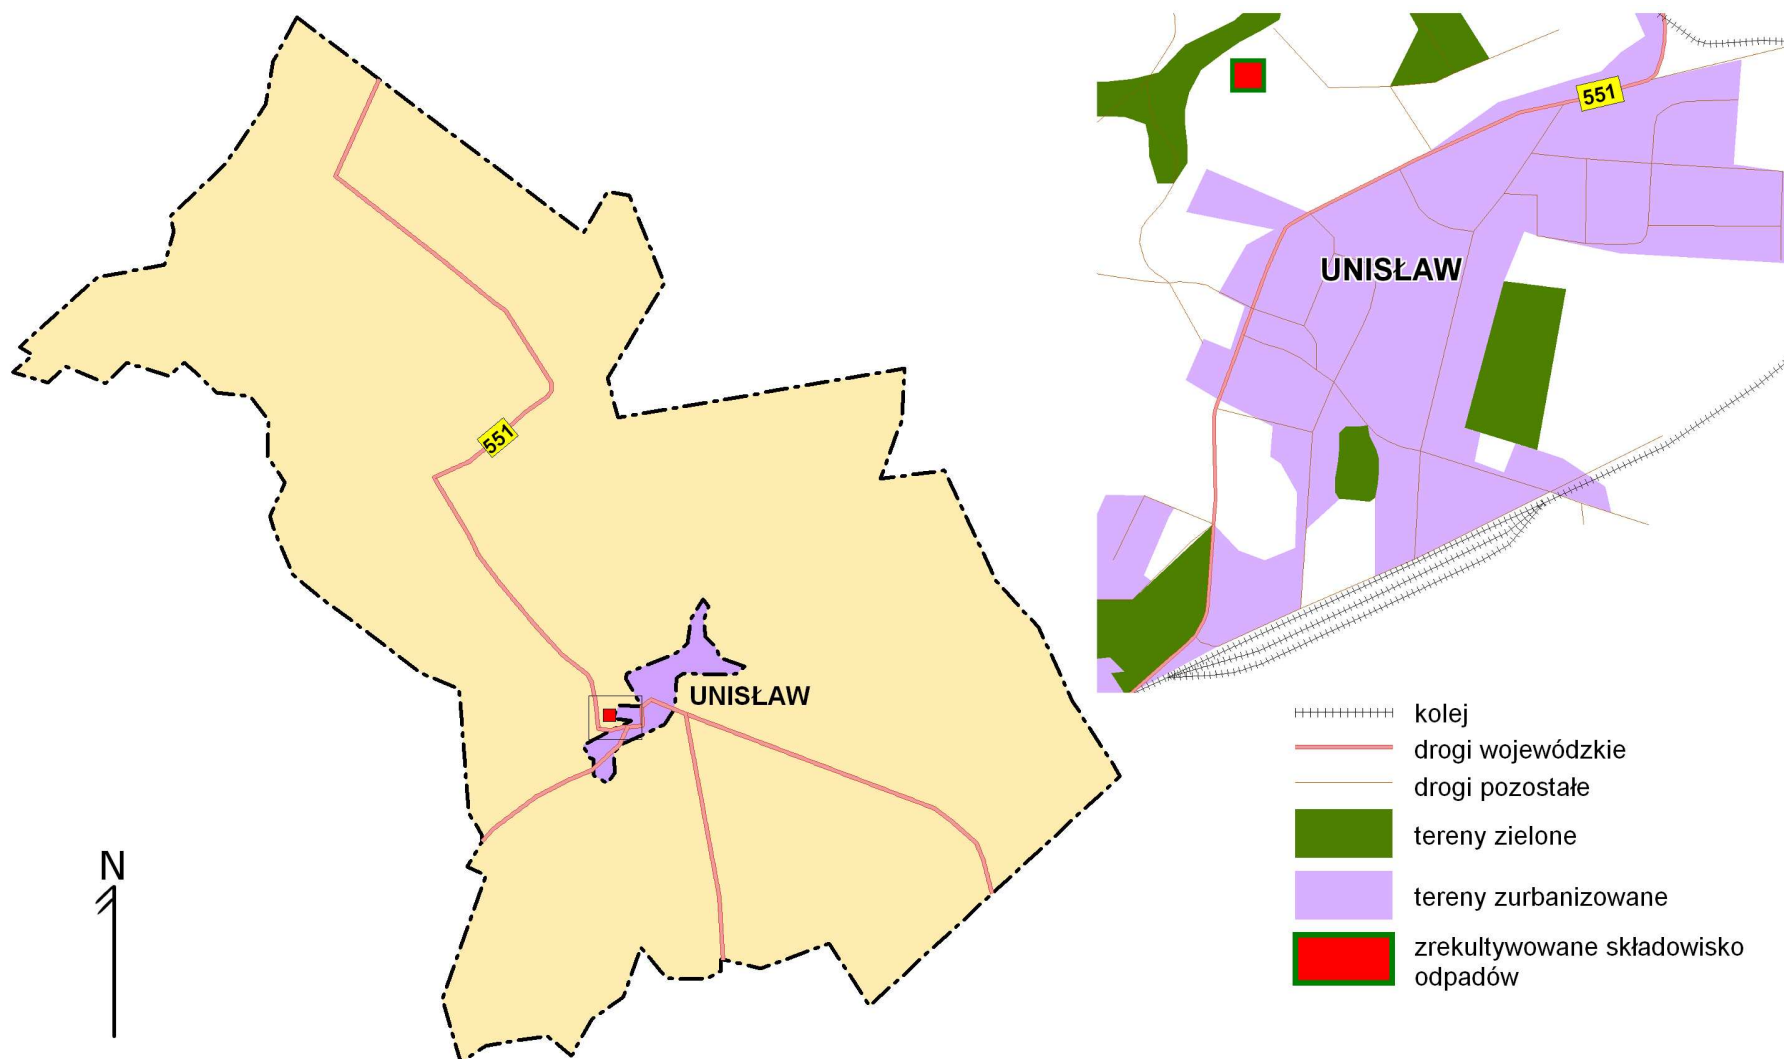 551
UNISŁAW
N
551
UNISŁAW
kolej
drogi wojewódzkie
drogi pozostałe
tereny zielone
tereny zurbanizowane
zrekultywowane składowisko
odpadów